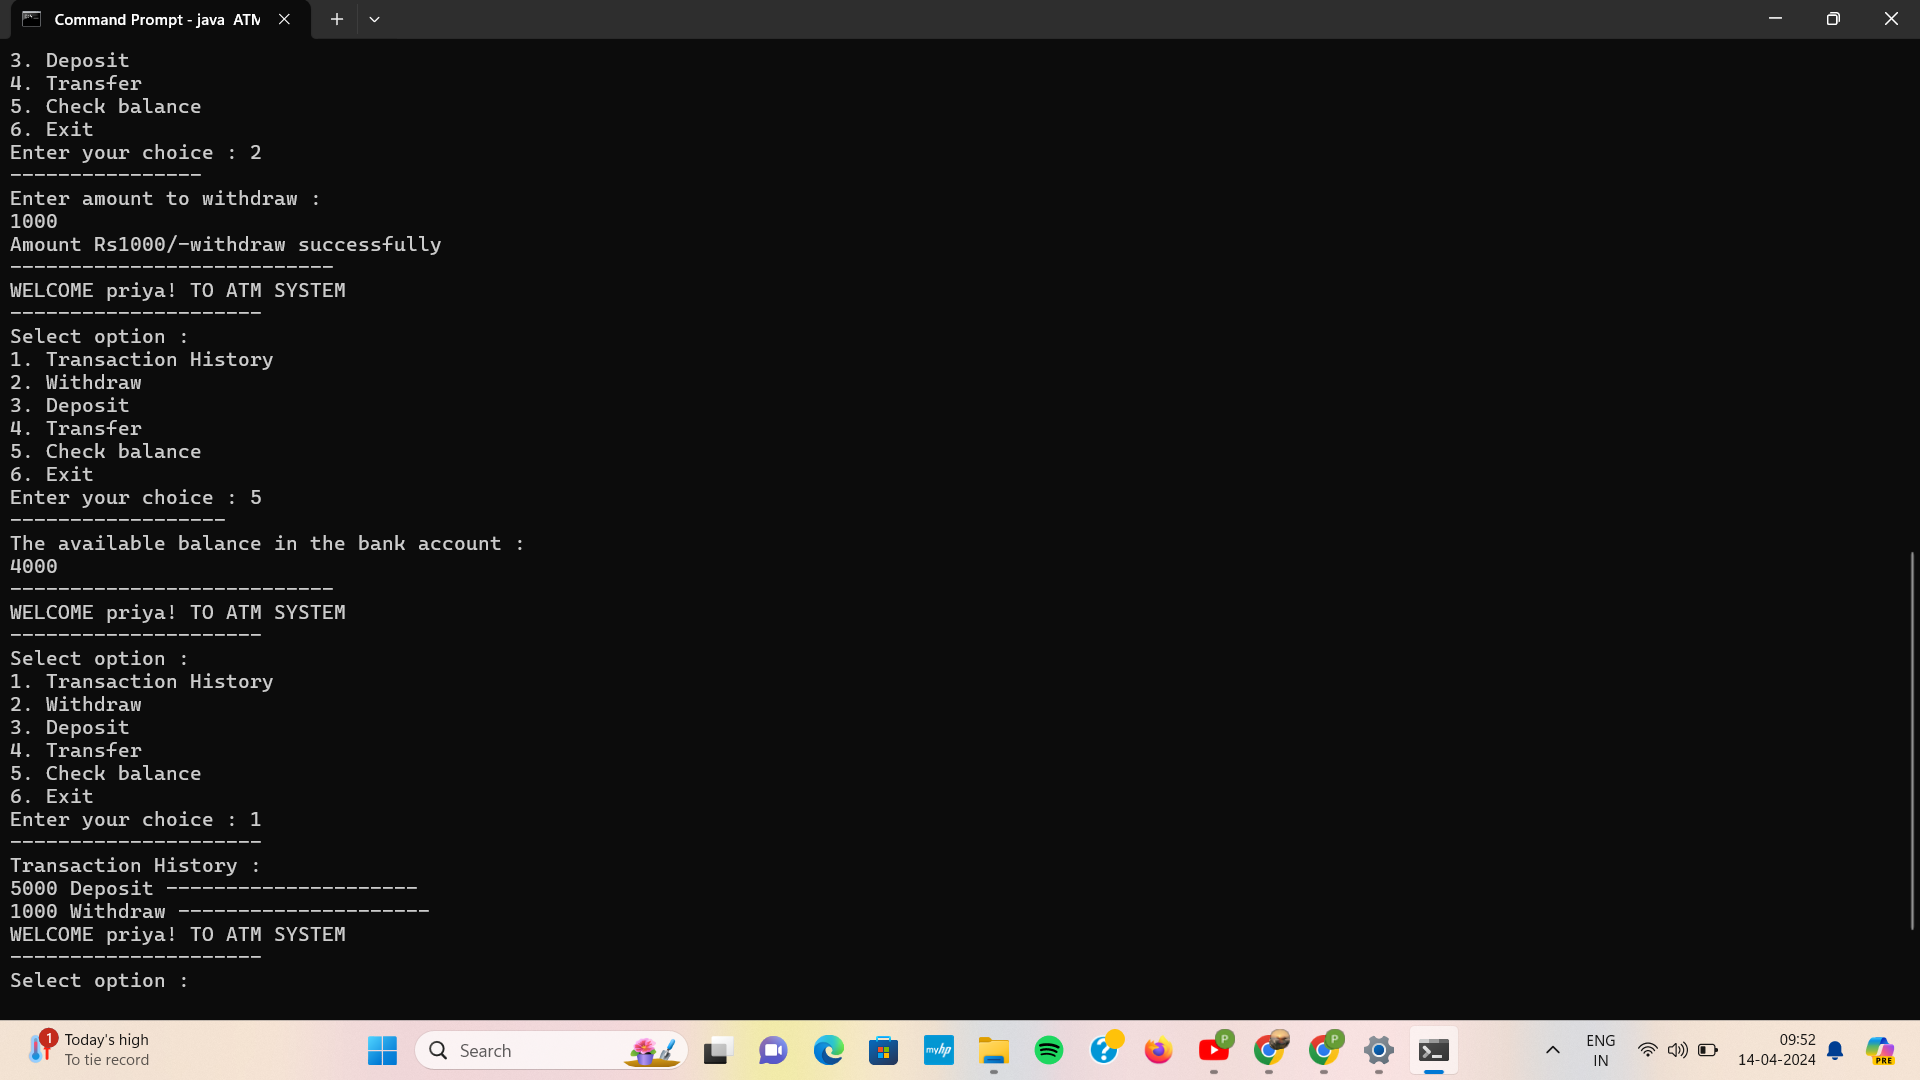 Command Prompt - java ATM
3. Deposit
4. Transfer
5. Check balance
6. Exit
Enter your choice : 2
----------------
Enter amount to withdraw :
1000
Amount Rs1000/-withdraw successfully
---------------------------
WELCOME priya! TO ATM SYSTEM
---------------------
Select option :
1. Transaction History
2. Withdraw
3. Deposit
4. Transfer
5. Check balance
6. Exit
Enter your choice : 5
------------------
The available balance in the bank account :
4000
---------------------------
WELCOME priya! TO ATM SYSTEM
---------------------
Select option :
1. Transaction History
2. Withdraw
3. Deposit
4. Transfer
5. Check balance
6. Exit
Enter your choice : 1
---------------------
Transaction History :
5000 Deposit ---------------------
1000 Withdraw ---------------------
WELCOME priya! TO ATM SYSTEM
---------------------
Select option :
1
Today's high
To tie record
Search
myhp
P
P
ENG
IN
09:52
14-04-2024
PRE